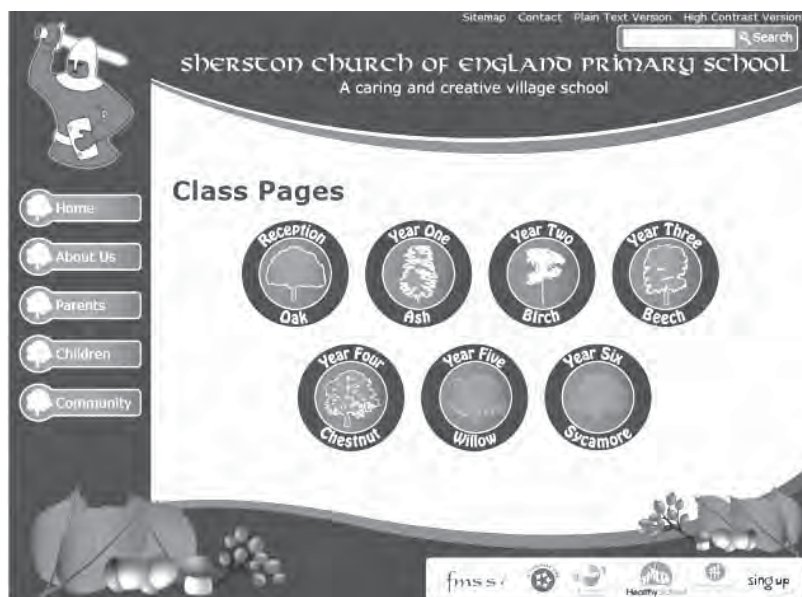 Sitemap Contact Plain Text Version High Contrast Version
Search
sherston church of england primary school
A caring and creative village school
Class Pages
Home
About Us
Parents
Children
Community
Reception
Oak
Year One
Ash
Year Two
Birch
Year Three
Beech
Year Four
Chestnut
Year Five
Willow
Year Six
Sycamore
Healthy School
sing up